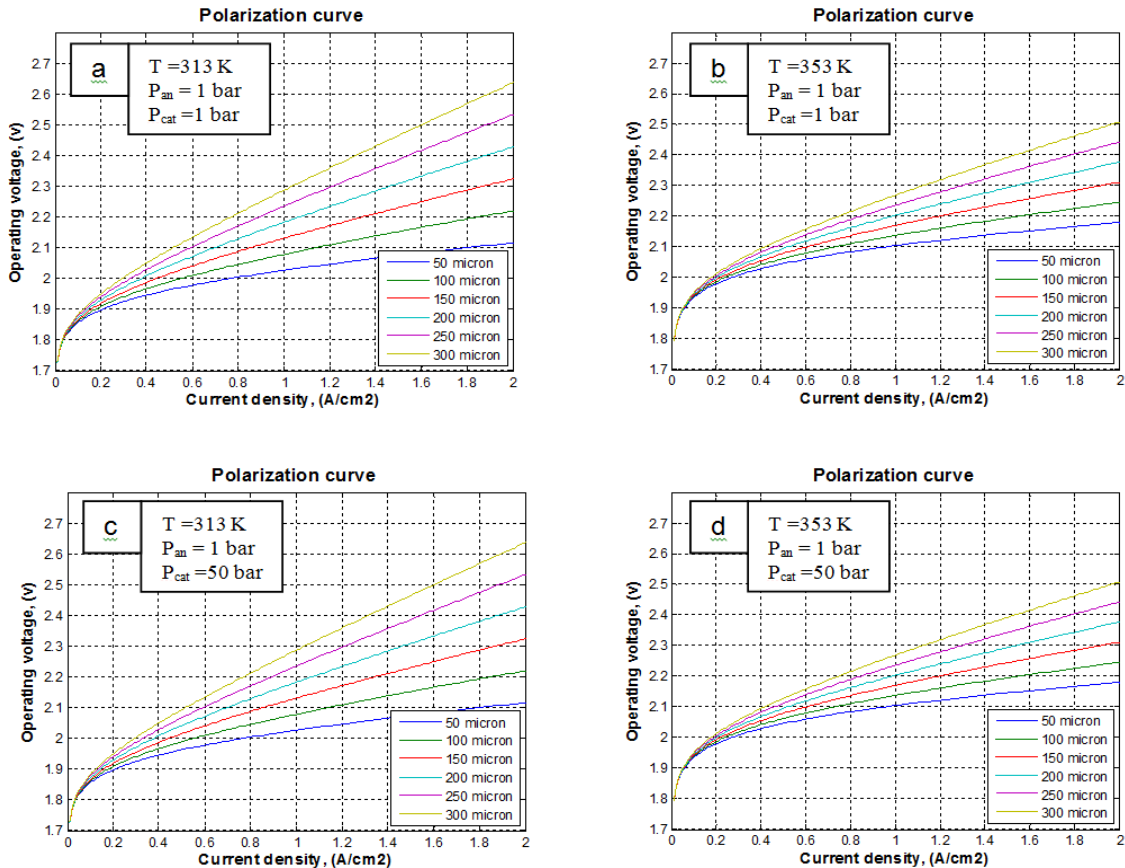 Polarization curve
a
T =313 K
Pan = 1 bar
Pcat =1 bar
Operating voltage, (v)
2.7
2.6
2.5
2.4
2.3
2.2
2.1
2
1.9
1.8
1.7
50 micron
100 micron
150 micron
200 micron
250 micron
300 micron
0 0.2 0.4 0.6 0.8 1 1.2 1.4 1.6 1.8 2
Current density, (A/cm2)
Polarization curve
b
T =353 K
Pan = 1 bar
Pcat =1 bar
Operating voltage, (v)
2.7
2.6
2.5
2.4
2.3
2.2
2.1
2
1.9
1.8
1.7
50 micron
100 micron
150 micron
200 micron
250 micron
300 micron
0 0.2 0.4 0.6 0.8 1 1.2 1.4 1.6 1.8 2
Current density, (A/cm2)
Polarization curve
c
T =313 K
Pan = 1 bar
Pcat =50 bar
Operating voltage, (v)
2.7
2.6
2.5
2.4
2.3
2.2
2.1
2
1.9
1.8
1.7
50 micron
100 micron
150 micron
200 micron
250 micron
300 micron
0 0.2 0.4 0.6 0.8 1 1.2 1.4 1.6 1.8 2
Current density, (A/cm2)
Polarization curve
d
T =353 K
Pan = 1 bar
Pcat =50 bar
Operating voltage, (v)
2.7
2.6
2.5
2.4
2.3
2.2
2.1
2
1.9
1.8
1.7
50 micron
100 micron
150 micron
200 micron
250 micron
300 micron
0 0.2 0.4 0.6 0.8 1 1.2 1.4 1.6 1.8 2
Current density, (A/cm2)